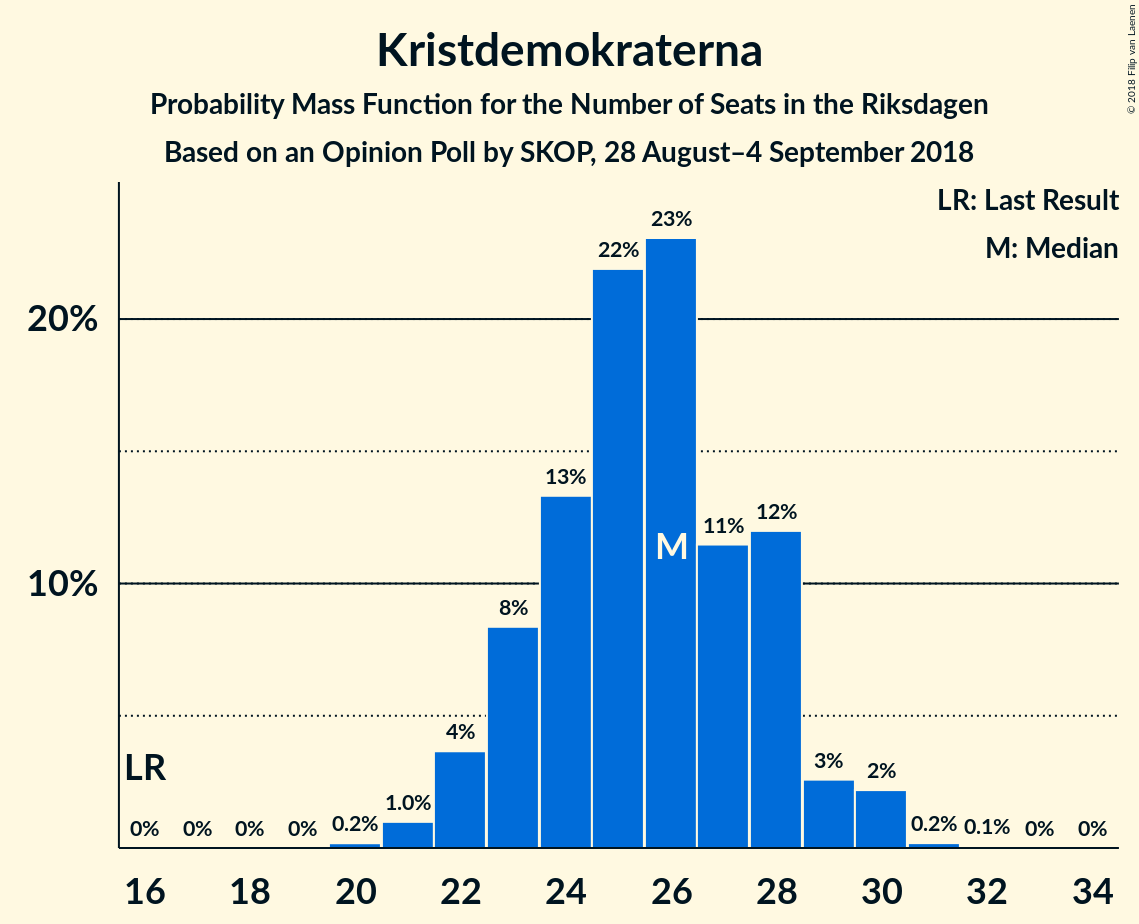 Kristdemokraterna
Probability Mass Function for the Number of Seats in the Riksdagen
Based on an Opinion Poll by SKOP, 28 August–4 September 2018
© 2018 Filip van Laenen
LR: Last Result
M: Median
20%
10%
LR
M
0% 0% 0% 0% 0.2% 1.0% 4% 8% 13% 22% 23% 11% 12% 3% 2% 0.2% 0.1% 0% 0%
16 18 20 22 24 26 28 30 32 34